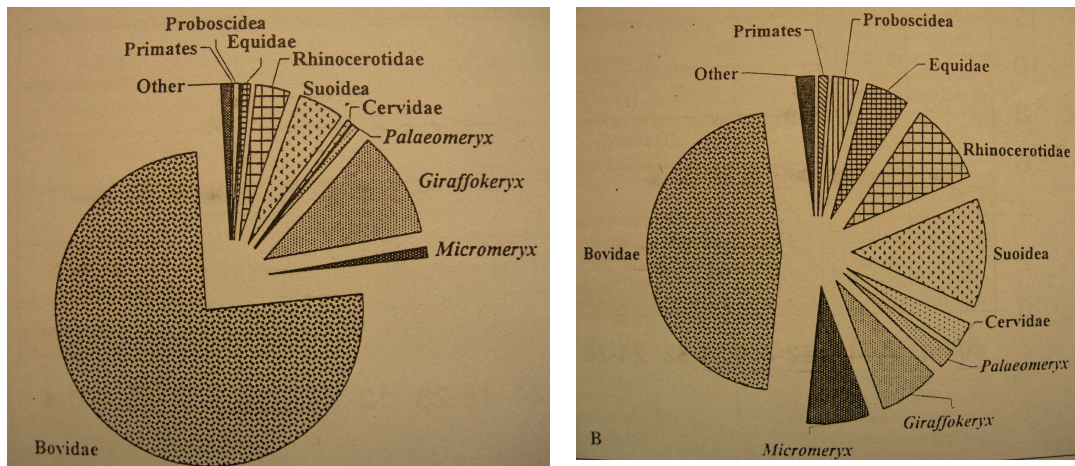 Proboscidea
Primates
Equidae
Rhinocerotidae
Other
Suoidea
Cervidae
Palaeomeryx
Giraffokeryx
Micromeryx
Bovidae
Proboscidea
Primates
Equidae
Other
Rhinocerotidae
Bovidae
Suoidea
Cervidae
Palaeomeryx
Giraffokeryx
B
Micromeryx